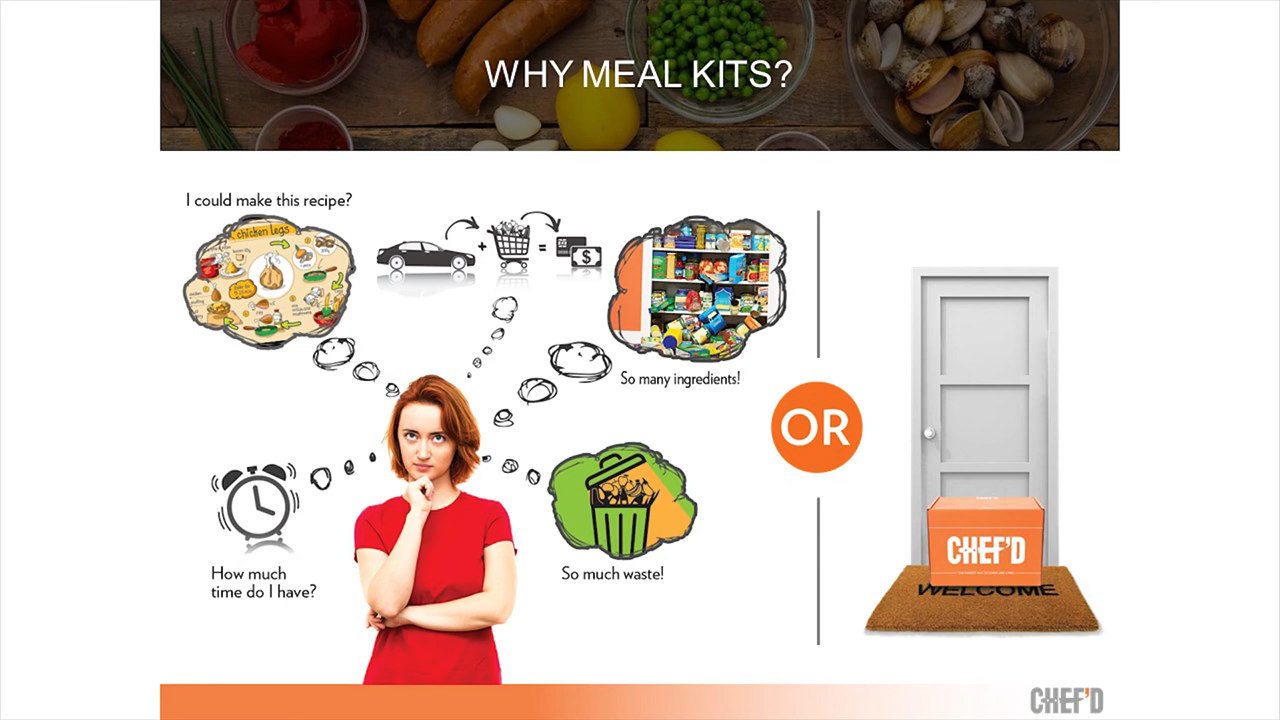 WHY MEAL KITS?
I could make this recipe?
chicken legs
+
=
$
So many ingredients!
OR
How much
time do I have?
So much waste!
CHEF'D
WELCOME
CHEF'D